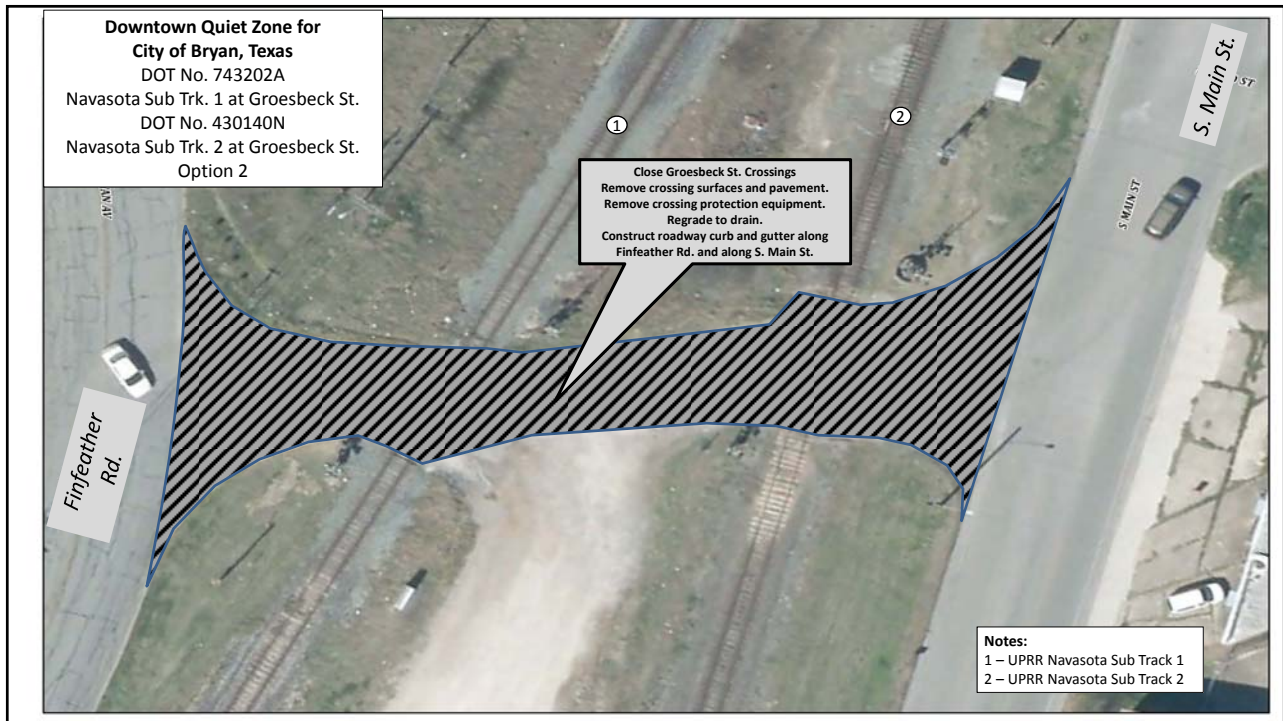 Downtown Quiet Zone for
City of Bryan, Texas
DOT No. 743202A
Navasota Sub Trk. 1 at Groesbeck St.
DOT No. 430140N
Navasota Sub Trk. 2 at Groesbeck St.
Option 2
1
2
S. Main St.
ST
S MAIN ST
AN AV
Close Groesbeck St. Crossings
Remove crossing surfaces and pavement.
Remove crossing protection equipment.
Regrade to drain.
Construct roadway curb and gutter along
Finfeather Rd. and along S. Main St.
Finfeather
Rd.
Notes:
1 – UPRR Navasota Sub Track 1
2 – UPRR Navasota Sub Track 2